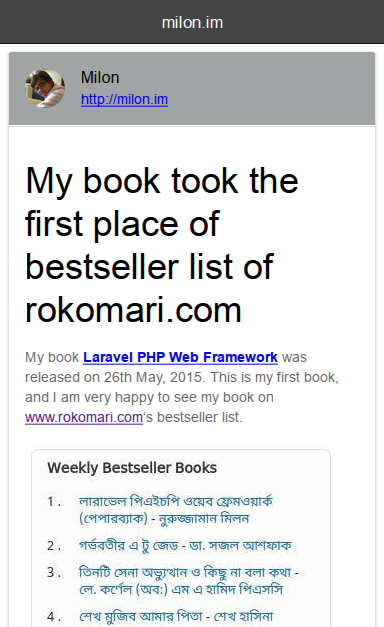 milon.im
Milon
http://milon.im
My book took the
first place of
bestseller list of
rokomari.com
My book Laravel PHP Web Framework was
released on 26th May, 2015. This is my first book,
and I am very happy to see my book on
www.rokomari.com's bestseller list.
Weekly Bestseller Books
1 . লারাভেল পিএইচপি ওয়েব ফ্রেমওয়ার্ক
(পেপারব্যাক) - নুরুজ্জামান মিলন
2 . গর্ভবতীর এ টু জেড - ডা. সজল আশফাক
3 . তিনটি সেনা অভ্যুত্থান ও কিছু না বলা কথা -
লে. কর্ণেল (অব:) এম এ হামিদ পিএসসি
4 . শেখ মুজিব আমার পিতা - শেখ হাসিনা